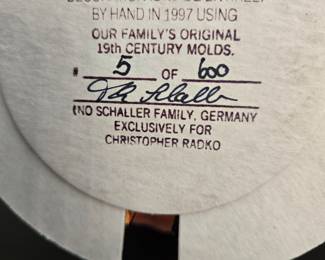 BY HAND IN 1997 USING
OUR FAMILY'S ORIGINAL
19th CENTURY MOLDS.
# 5 OF 600
(NO SCHALLER FAMILY, GERMANY
EXCLUSIVELY FOR
CHRISTOPHER RADKO